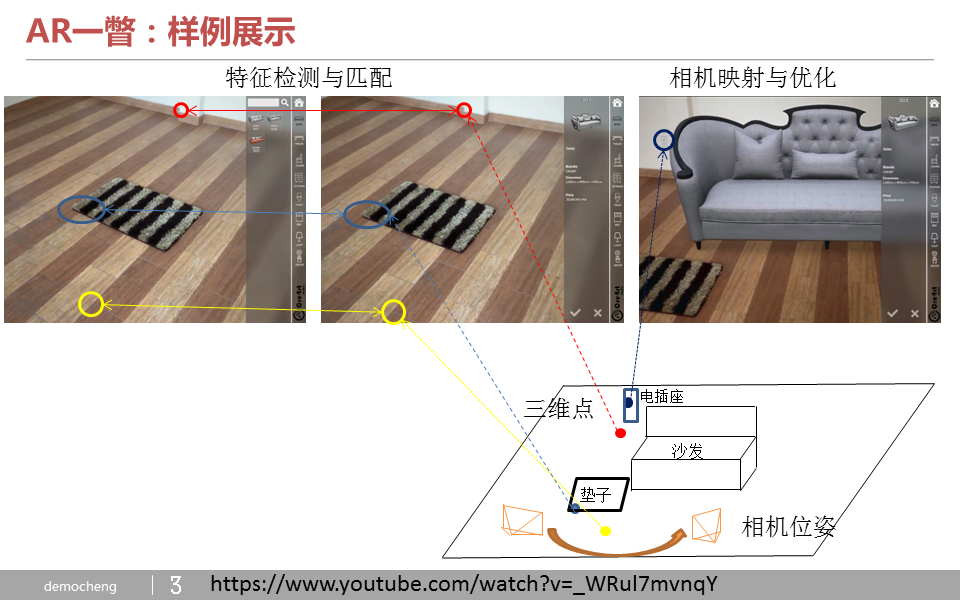 AR一瞥：样例展示
特征检测与匹配
相机映射与优化
三维点
电插座
沙发
垫子
相机位姿
democheng
3
https://www.youtube.com/watch?v=_WRul7mvnqY